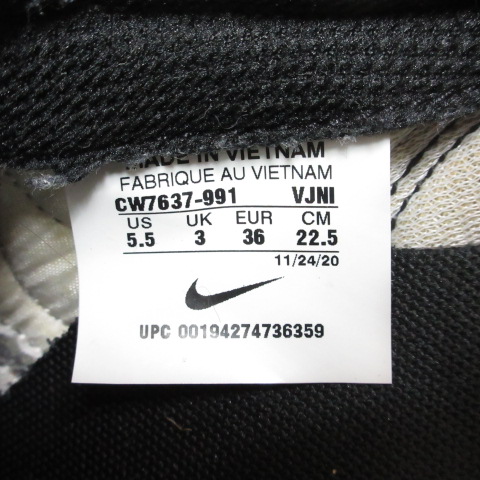 MADE IN VIETNAM
FABRIQUE AU VIETNAM
CW7637-991 VJNI
US UK EUR CM
5.5 3 36 22.5
11/24/20
UPC 00194274736359